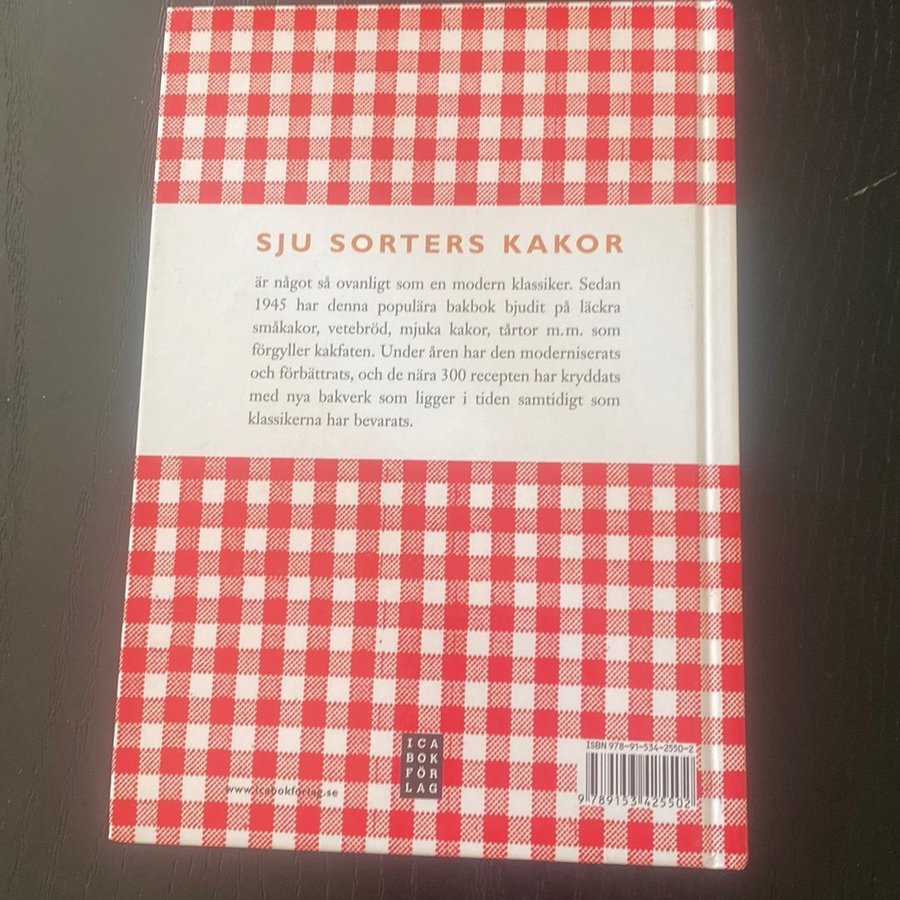 SJU SORTERS KAKOR
är något så ovanligt som en modern klassiker. Sedan
1945 har denna populära bakbok bjudit på läckra
småkakor, vetebröd, mjuka kakor, tårtor m.m. som
förgyller kakfaten. Under åren har den moderniserats
och förbättrats, och de nära 300 recepten har kryddats
med nya bakverk som ligger i tiden samtidigt som
klassikerna har bevarats.
www.icabokforlag.se
ICA
BOK
FÖR
LAG
ISBN 978-91-534-2550-2
9 789153 425502